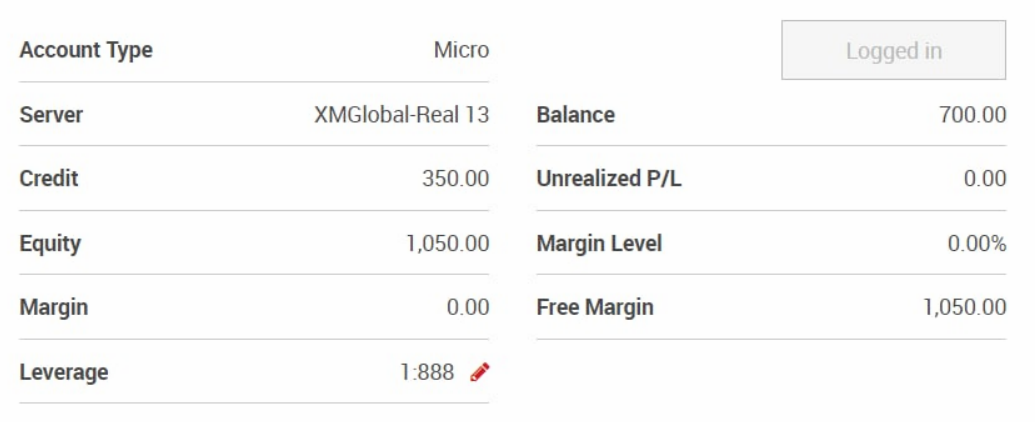 Account Type Micro Logged in
Server XMGlobal-Real 13 Balance 700.00
Credit 350.00 Unrealized P/L 0.00
Equity 1,050.00 Margin Level 0.00%
Margin 0.00 Free Margin 1,050.00
Leverage 1:888